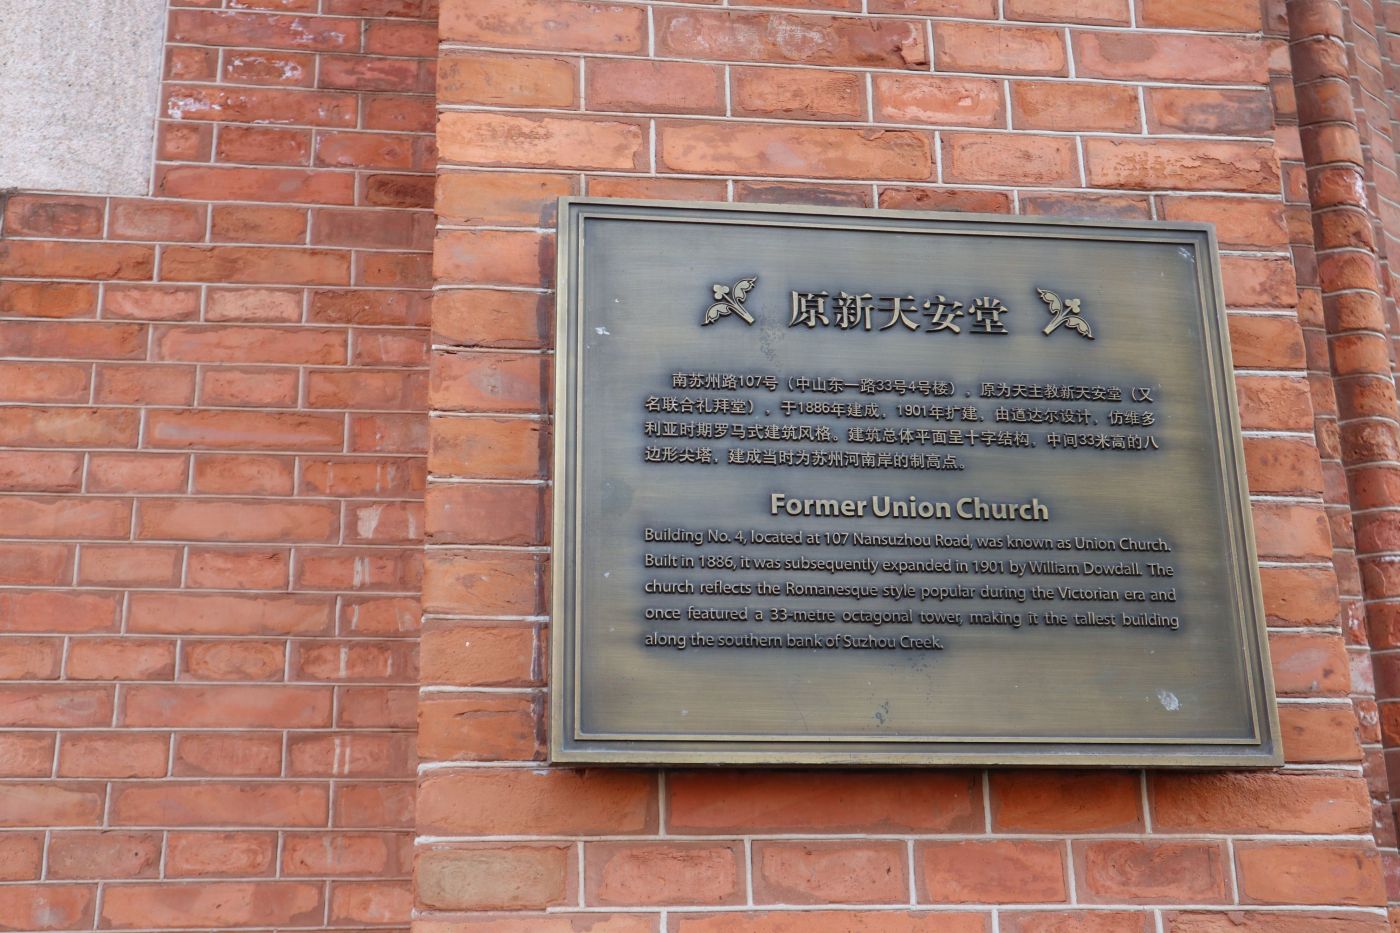 原新天安堂
南苏州路107号（中山东一路33号4号楼），原为天主教新天安堂（又
名联合礼拜堂），于1886年建成，1901年扩建，由道达尔设计、仿维多
利亚时期罗马式建筑风格。建筑总体平面呈十字结构，中间33米高的八
边形尖塔，建成当时为苏州河南岸的制高点。
Former Union Church
Building No. 4, located at 107 Nansuzhou Road, was known as Union Church.
Built in 1886, it was subsequently expanded in 1901 by William Dowdall. The
church reflects the Romanesque style popular during the Victorian era and
once featured a 33-metre octagonal tower, making it the tallest building
along the southern bank of Suzhou Creek.